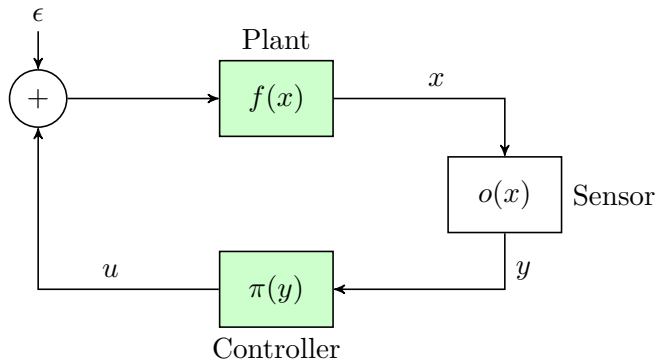 ϵ
Plant
+
f(x)
x
o(x)
Sensor
y
u
π(y)
Controller